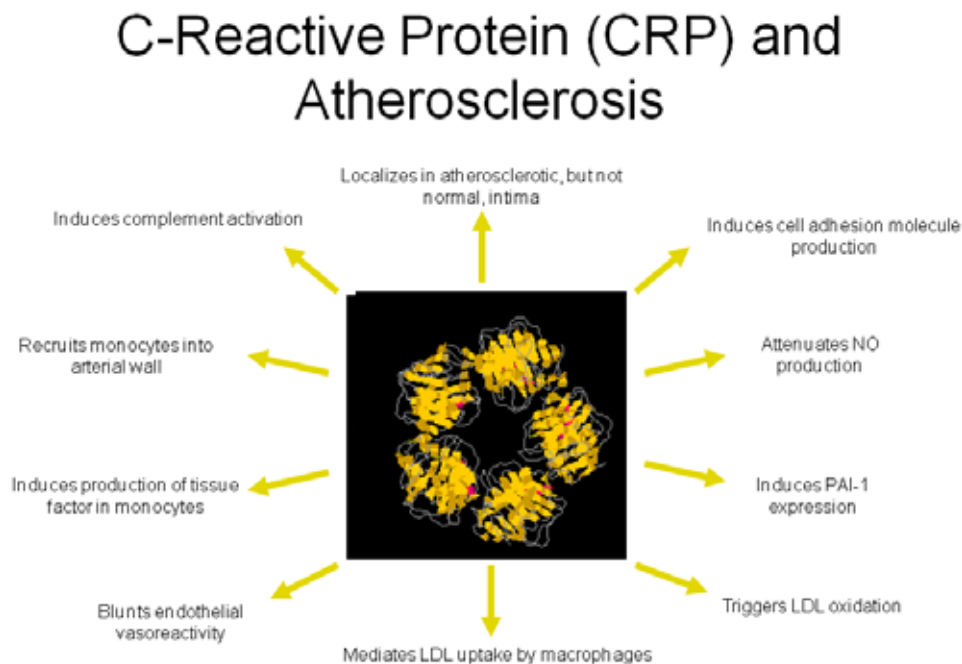 C-Reactive Protein (CRP) and
Atherosclerosis
Localizes in atherosclerotic, but not
normal, intima
Induces complement activation
Induces cell adhesion molecule
production
Recruits monocytes into
arterial wall
Attenuates NO
production
Induces production of tissue
factor in monocytes
Induces PAI-1
expression
Blunts endothelial
vasoreactivity
Triggers LDL oxidation
Mediates LDL uptake by macrophages